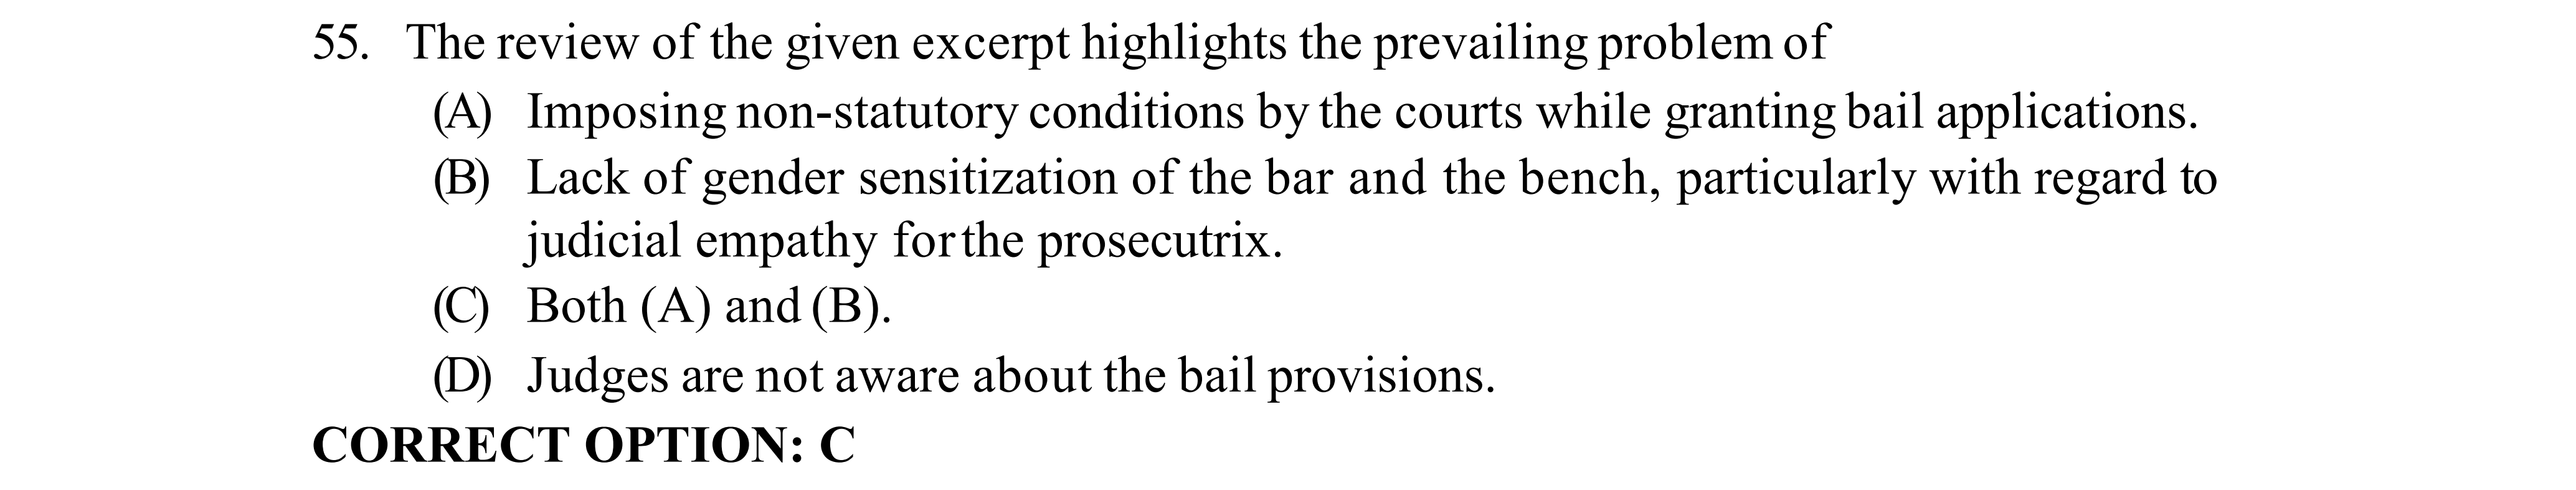 55. The review of the given excerpt highlights the prevailing problem of
(A) Imposing non-statutory conditions by the courts while granting bail applications.
(B) Lack of gender sensitization of the bar and the bench, particularly with regard to
judicial empathy for the prosecutrix.
(C) Both (A) and (B).
(D) Judges are not aware about the bail provisions.
CORRECT OPTION: C